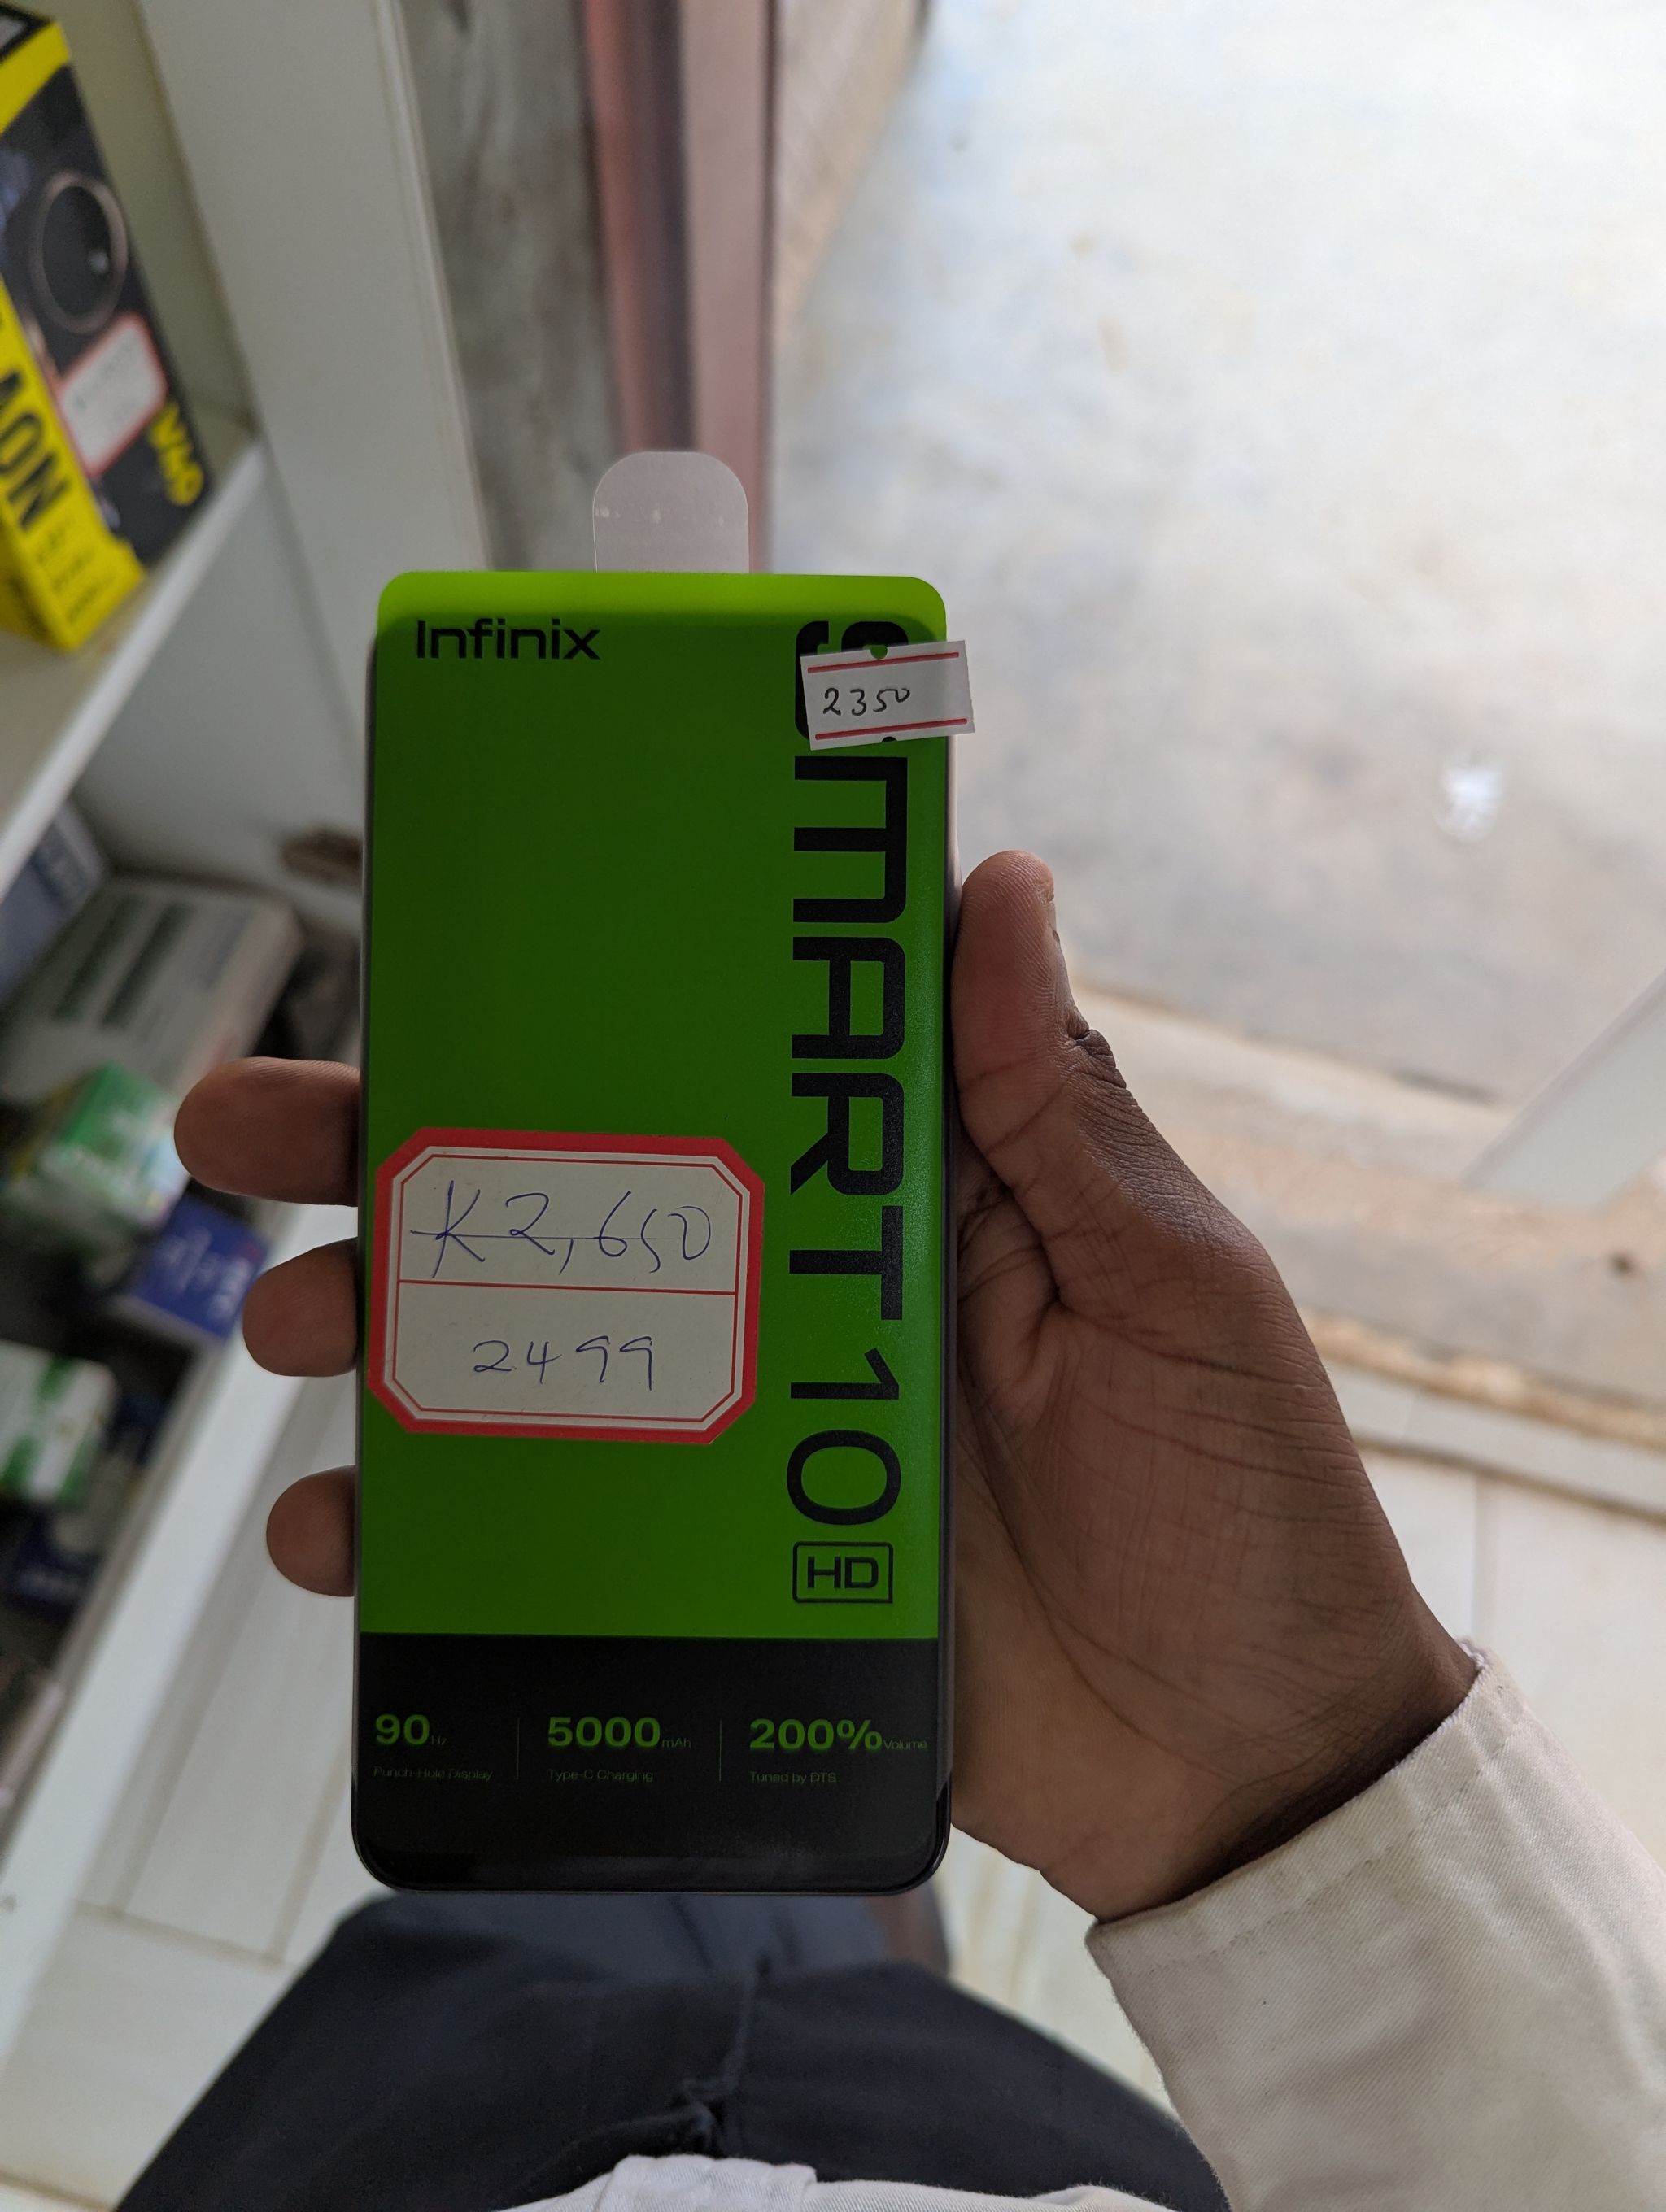 Infinix
SMART 10 HD
2350
K2,650
2499
90Hz
Punch-Hole Display
5000mAh
Type-C Charging
200%Volume
Tuned by DTS